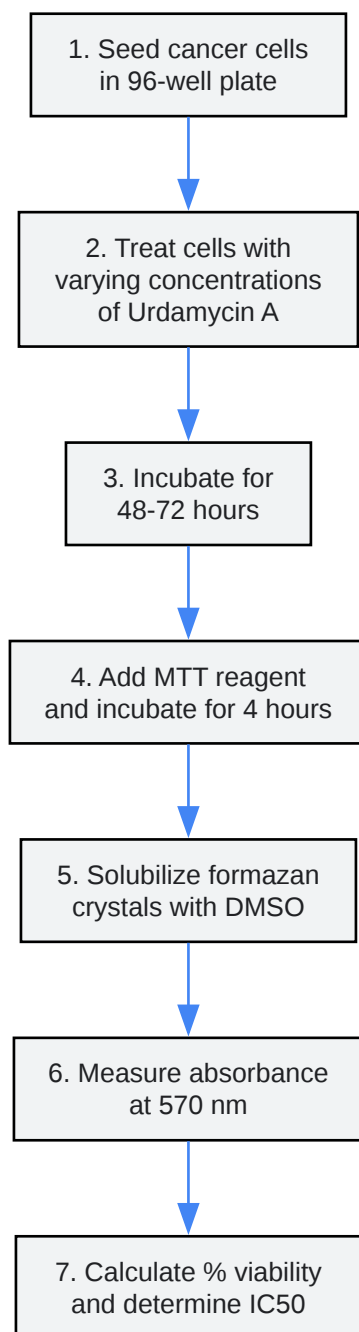 1. Seed cancer cells
in 96-well plate
2. Treat cells with
varying concentrations
of Urdamycin A
3. Incubate for
48-72 hours
4. Add MTT reagent
and incubate for 4 hours
5. Solubilize formazan
crystals with DMSO
6. Measure absorbance
at 570 nm
7. Calculate % viability
and determine IC50